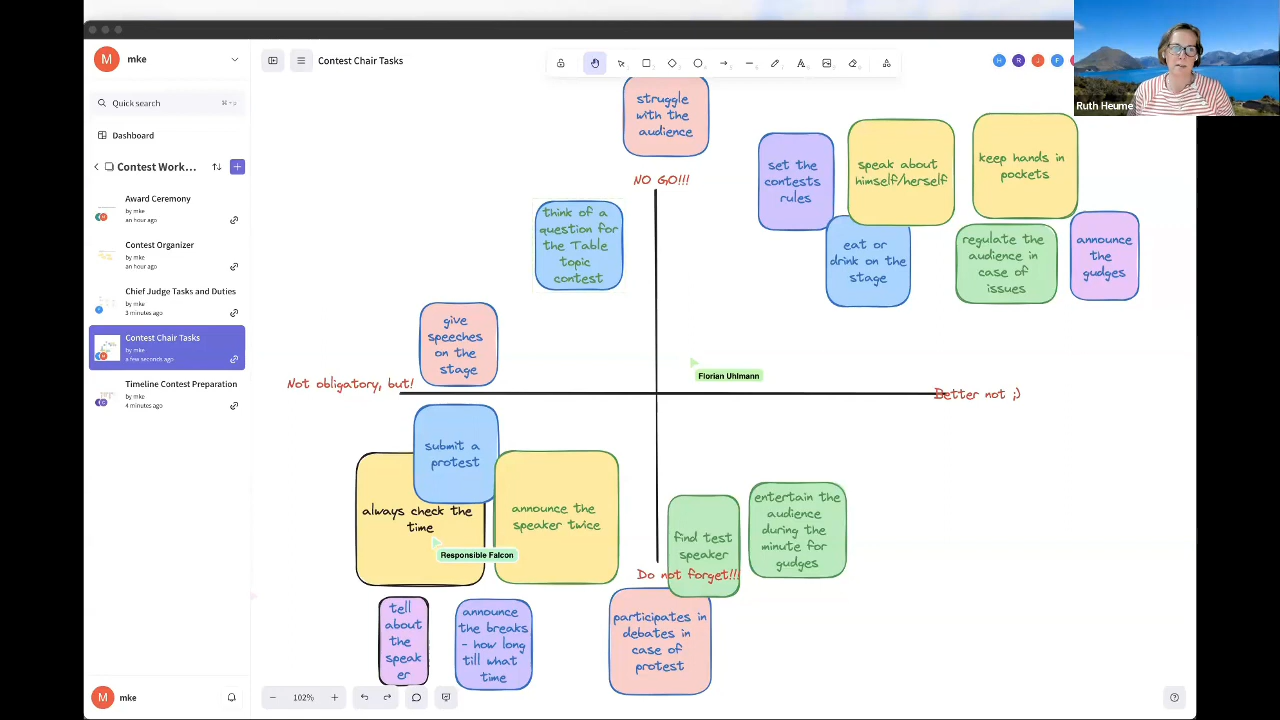 M
mke
Quick search
Dashboard
Contest Work...
Award Ceremony
by mke
an hour ago
Contest Organizer
by mke
an hour ago
Chief Judge Tasks and Duties
by mke
3 minutes ago
Contest Chair Tasks
by mke
a few seconds ago
Timeline Contest Preparation
by mke
4 minutes ago
M
mke
Contest Chair Tasks
H
R
J
F
Ruth Heume
struggle
with the
audience
NO GO!!!
think of a
question for
the Table
topic
contest
set the
contests
rules
speak about
himself/herself
keep hands in
pockets
eat or
drink on the
stage
regulate the
audience in
case of
issues
announce
the
gudges
give
speeches
on the
stage
Florian Uhlmann
Not obligatory, but!
Better not ;)
submit a
protest
always check the
time
Responsible Falcon
announce the
speaker twice
find test
speaker
entertain the
audience
during the
minute for
gudges
Do not forget!!!
tell
about
the
speak
er
announce
the breaks
- how long
till what
time
participates in
debates in
case of
protest
102%